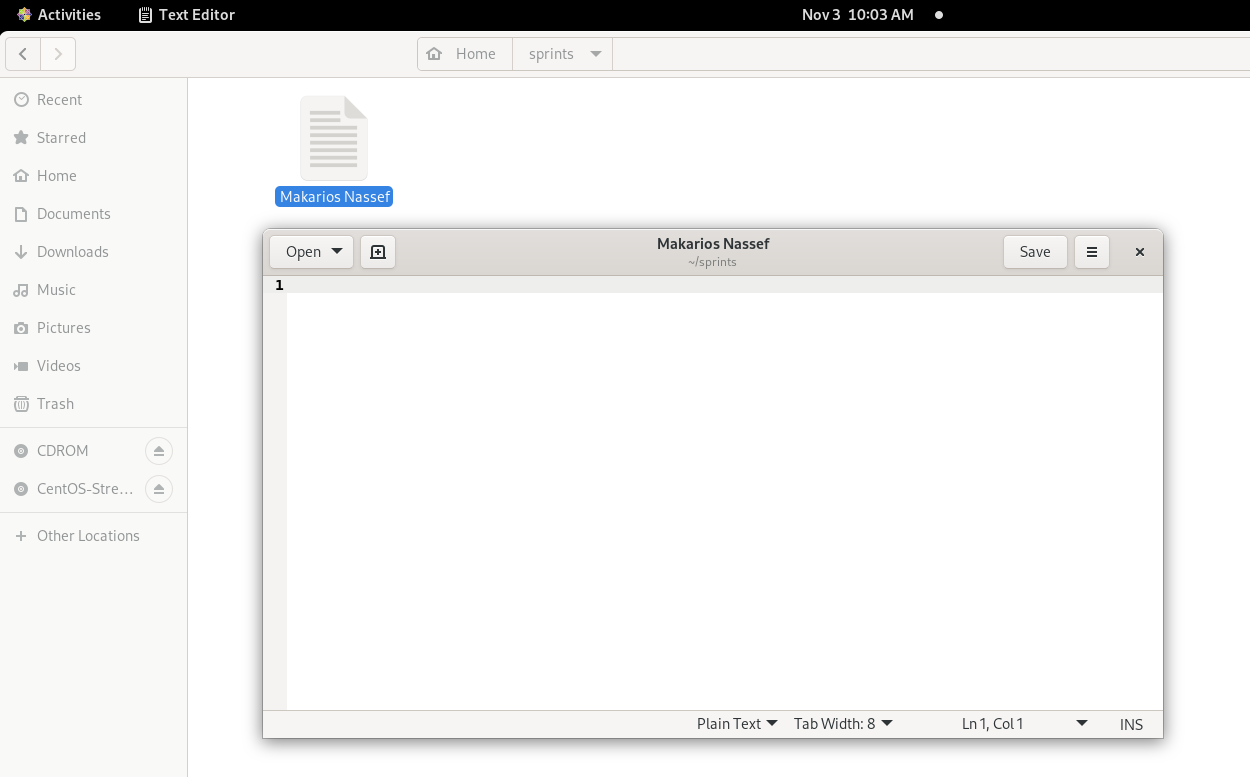 Activities Text Editor Nov 3 10:03 AM
Home sprints
Recent
Starred
Home
Documents
Downloads
Music
Pictures
Videos
Trash
CDROM
CentOS-Stre...
Other Locations
Makarios Nassef
Open Makarios Nassef Save
~/sprints
1
Plain Text Tab Width: 8 Ln 1, Col 1 INS